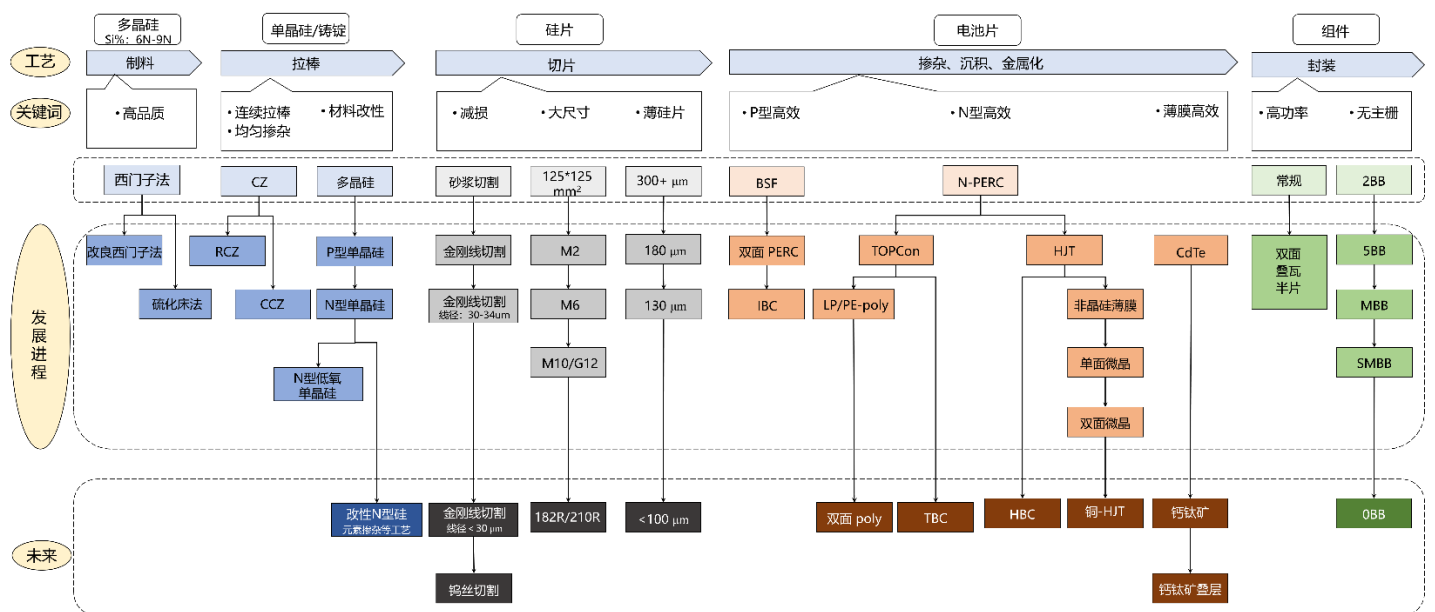 多晶硅
Si%：6N-9N
单晶硅/铸锭
硅片
电池片
组件
工艺
制料
拉棒
切片
掺杂、沉积、金属化
封装
关键词
•高品质
•连续拉棒
•均匀掺杂
•材料改性
•减损
•大尺寸
•薄硅片
•P型高效
•N型高效
•薄膜高效
•高功率
•无主栅
西门子法
CZ
多晶硅
砂浆切割
125*125
mm²
300+ μm
BSF
N-PERC
常规
2BB
发展进程
改良西门子法
RCZ
P型单晶硅
金刚线切割
M2
180 μm
双面 PERC
TOPCon
HJT
CdTe
双面
叠瓦
半片
5BB
硫化床法
CCZ
N型单晶硅
金刚线切割
线径：30-34um
M6
130 μm
IBC
LP/PE-poly
非晶硅薄膜
MBB
N型低氧
单晶硅
M10/G12
单面微晶
SMBB
双面微晶
未来
改性N型硅
元素掺杂等工艺
金刚线切割
线径＜30 μm
182R/210R
<100 μm
双面 poly
TBC
HBC
铜-HJT
钙钛矿
0BB
钨丝切割
钙钛矿叠层